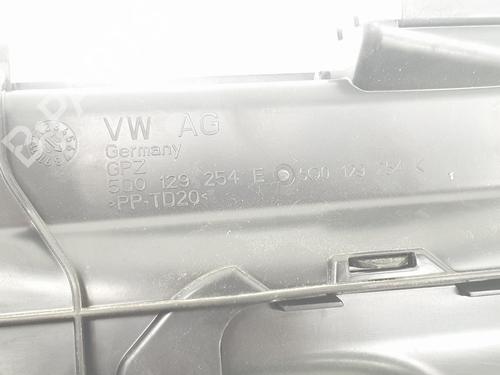 VW AG
Germany
GPZ
5Q0 129 254 E 5Q0 129 254
>PP-TD20<